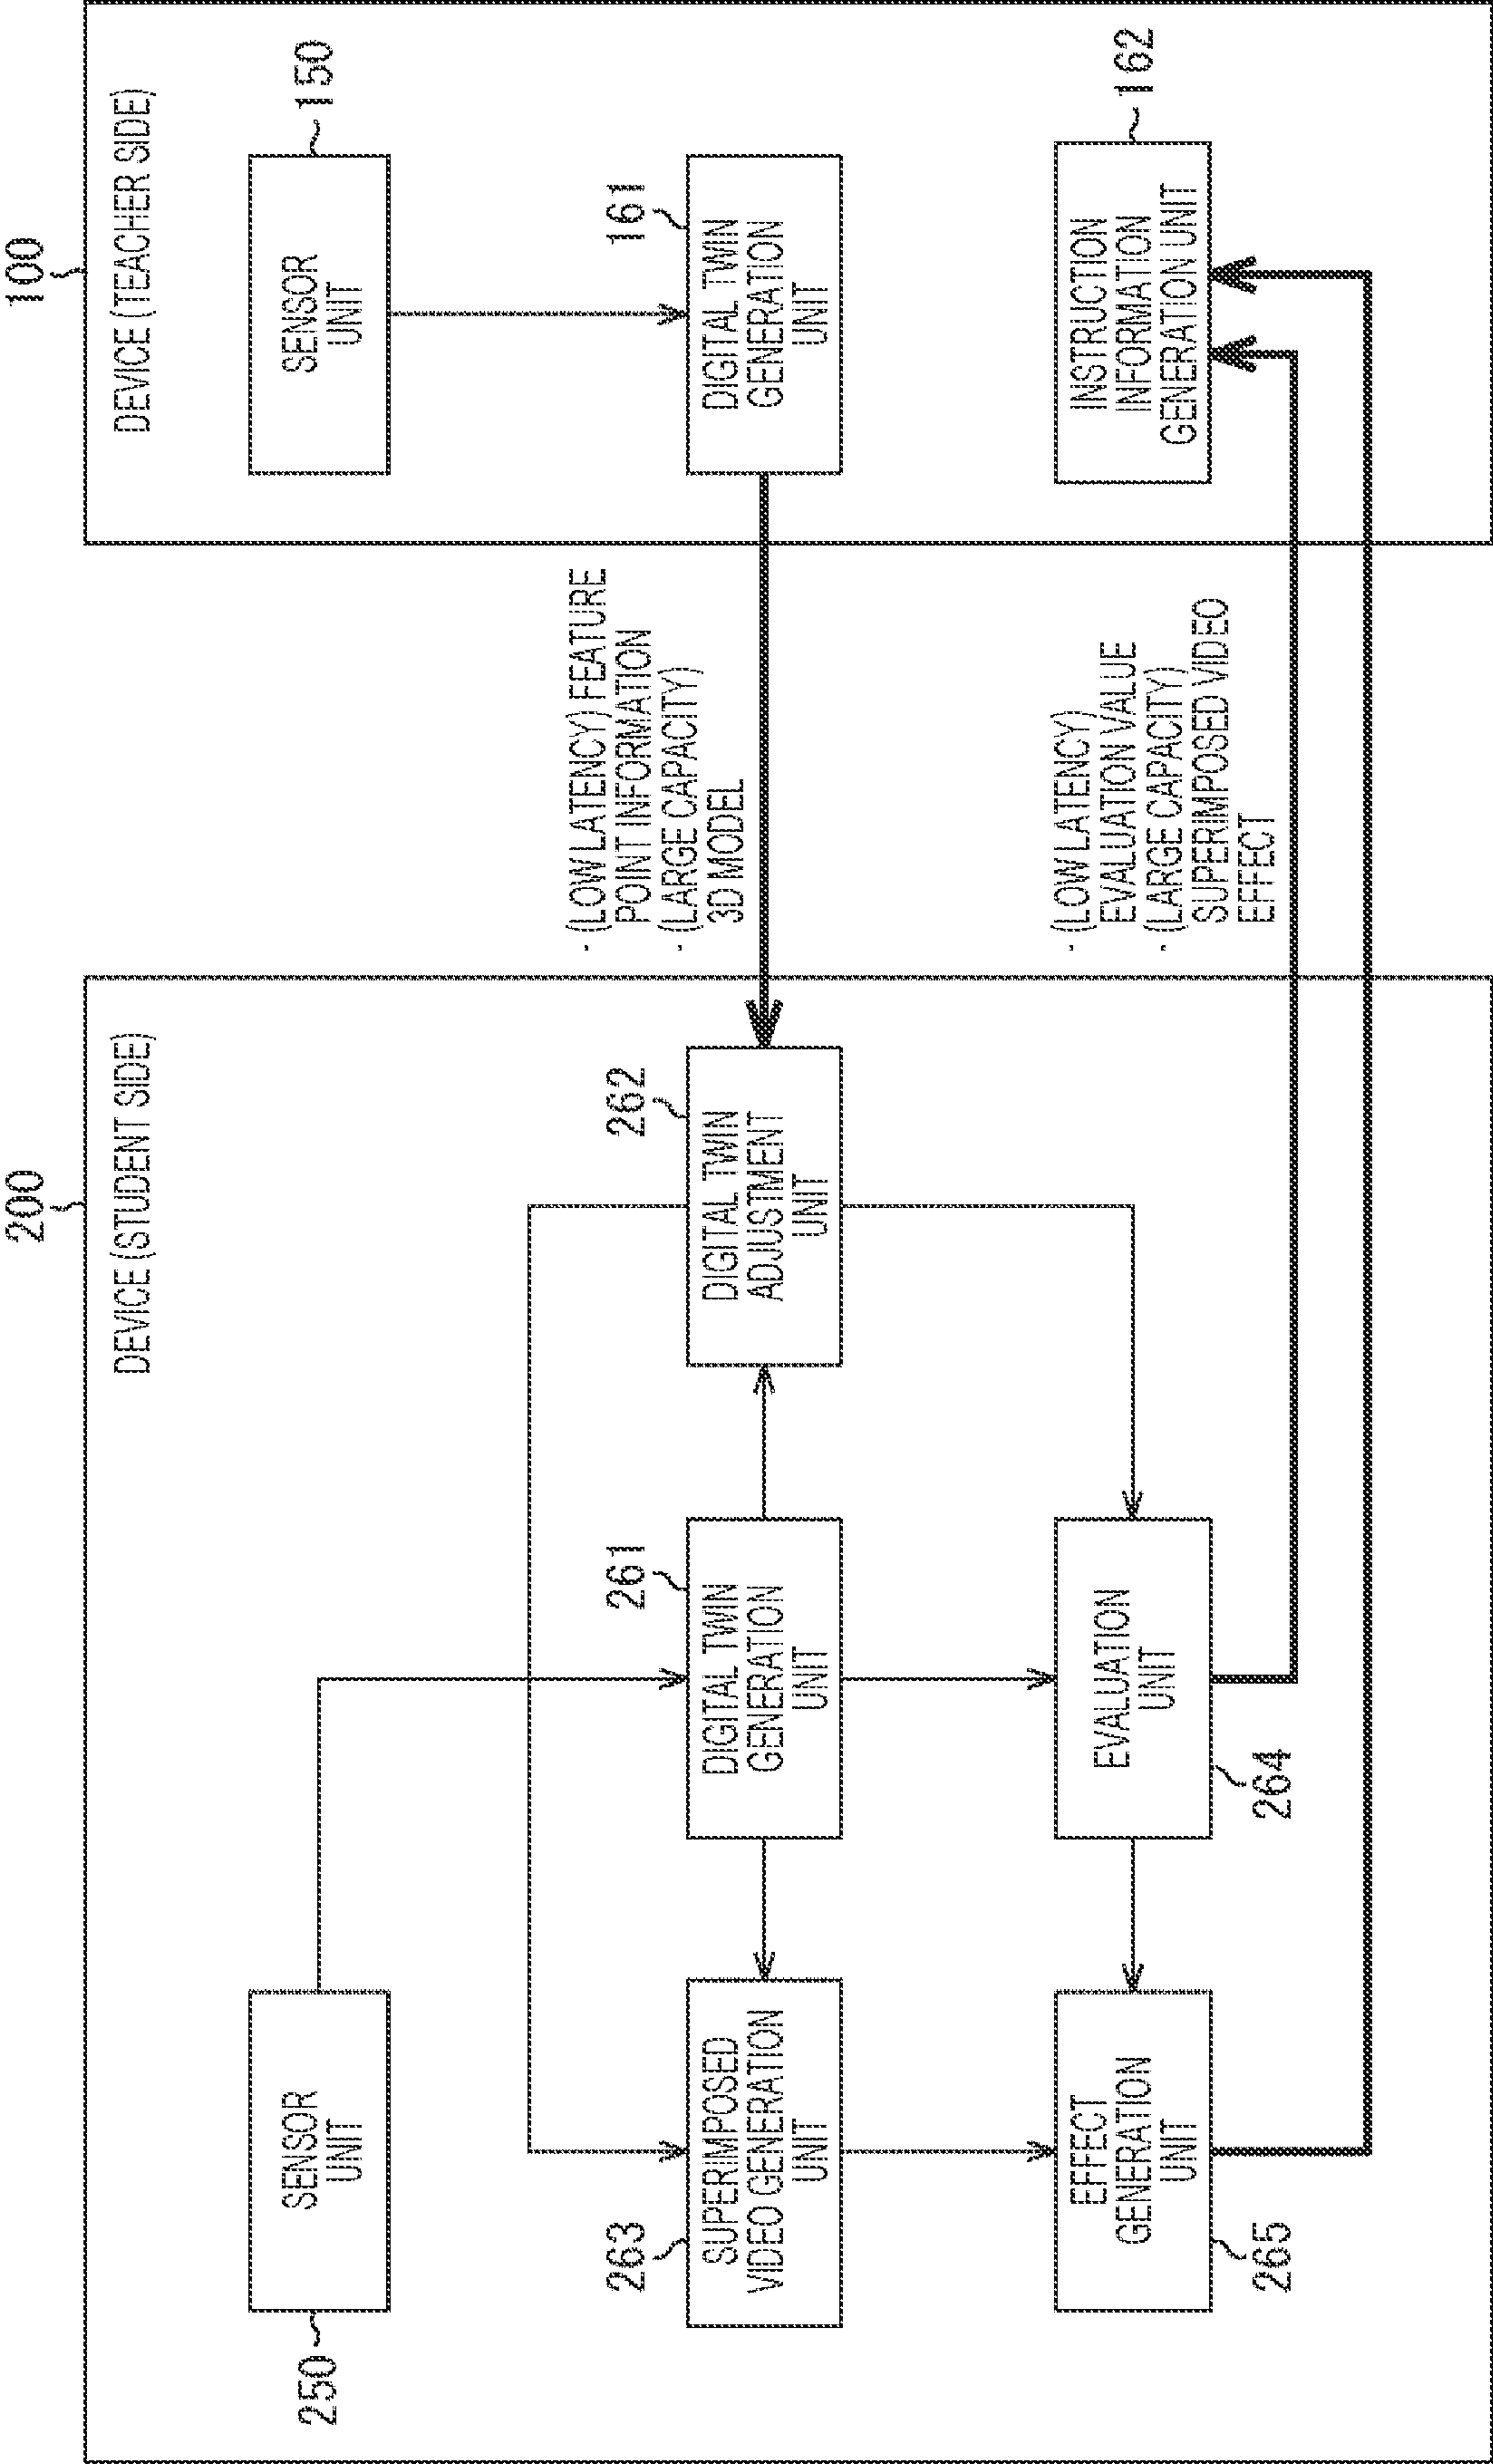 200
DEVICE (STUDENT SIDE)
250
SENSOR
UNIT
263
SUPERIMPOSED
VIDEO GENERATION
UNIT
261
DIGITAL TWIN
GENERATION
UNIT
262
DIGITAL TWIN
ADJUSTMENT
UNIT
EFFECT
GENERATION
UNIT
265
EVALUATION
UNIT
264
· (LOW LATENCY) FEATURE
POINT INFORMATION
· (LARGE CAPACITY)
3D MODEL
· (LOW LATENCY)
EVALUATION VALUE
· (LARGE CAPACITY)
SUPERIMPOSED VIDEO
EFFECT
100
DEVICE (TEACHER SIDE)
SENSOR
UNIT
150
161
DIGITAL TWIN
GENERATION
UNIT
INSTRUCTION
INFORMATION
GENERATION UNIT
162